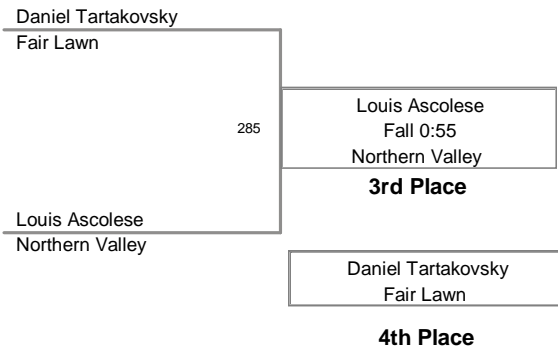 Daniel Tartakovsky
Fair Lawn
285
Louis Ascolese
Fall 0:55
Northern Valley
3rd Place
Louis Ascolese
Northern Valley
Daniel Tartakovsky
Fair Lawn
4th Place